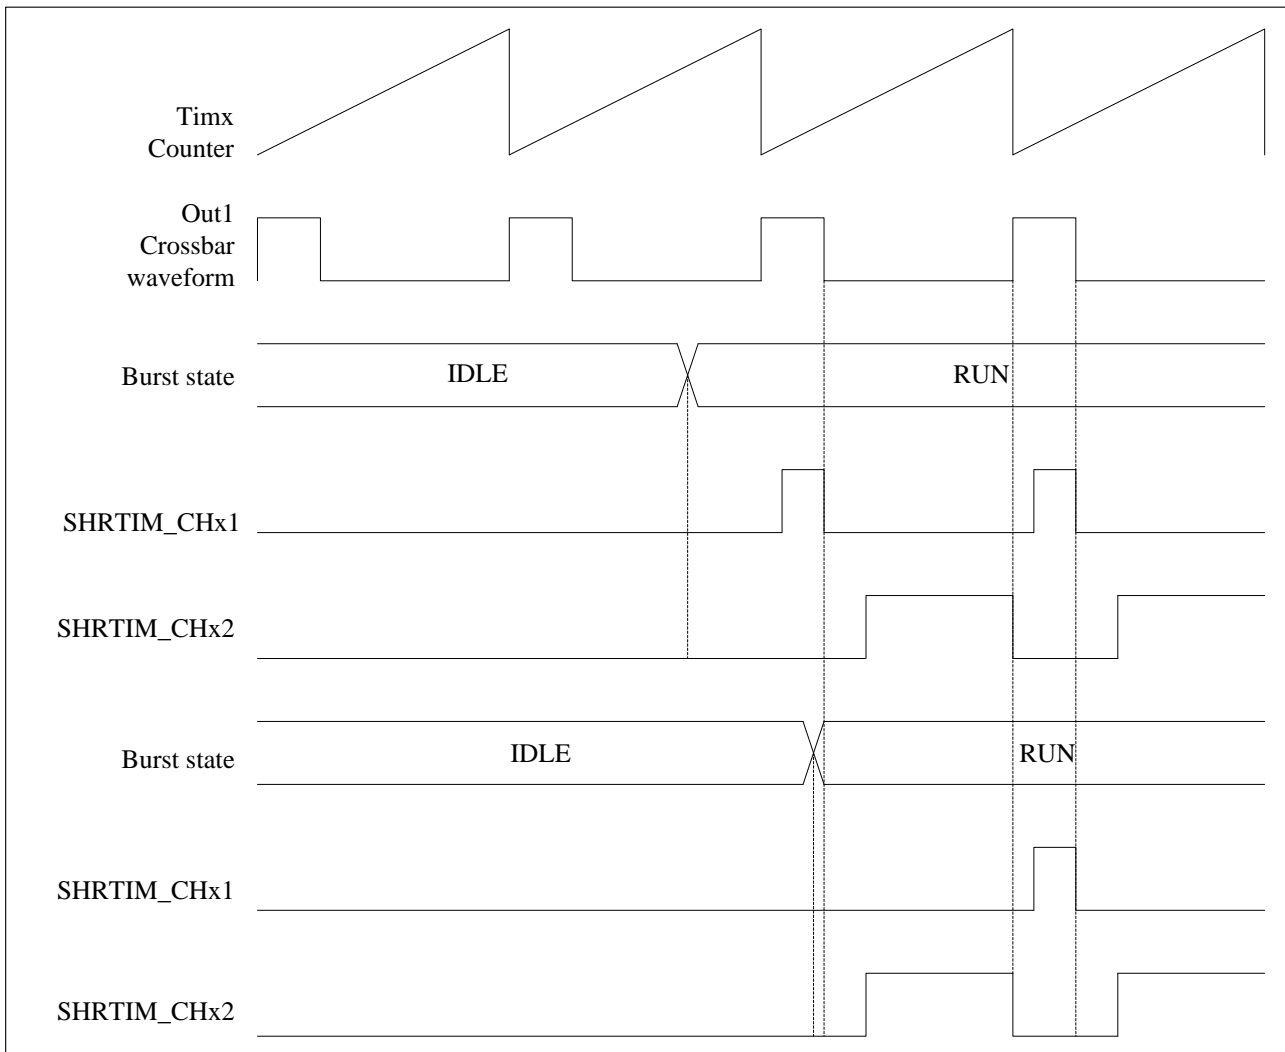 Timx
Counter
Out1
Crossbar
waveform
Burst state
IDLE
RUN
SHRTIM_CHx1
SHRTIM_CHx2
Burst state
IDLE
RUN
SHRTIM_CHx1
SHRTIM_CHx2